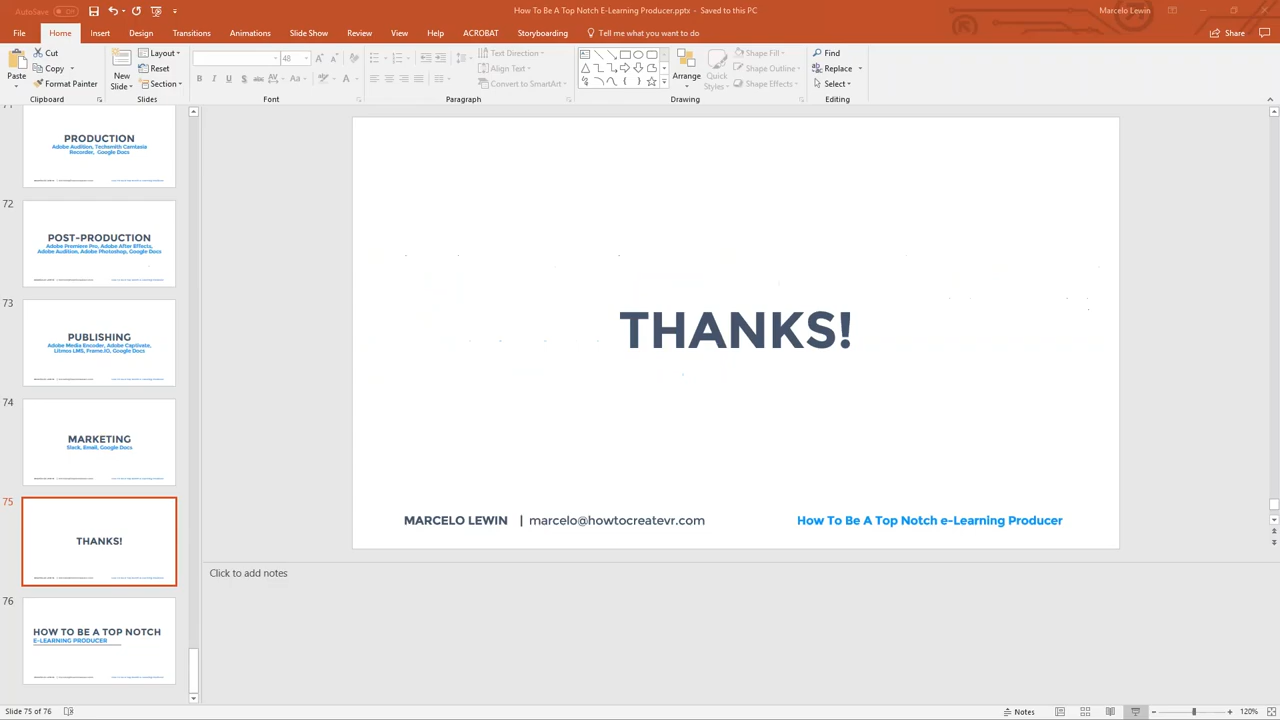 AutoSave Off
How To Be A Top Notch E-Learning Producer.pptx - Saved to this PC
Marcelo Lewin
File Home Insert Design Transitions Animations Slide Show Review View Help ACROBAT Storyboarding Tell me what you want to do
Share
Paste
Cut
Copy
Format Painter
Clipboard
New Slide
Layout
Reset
Section
Slides
48
Font
Text Direction
Align Text
Convert to SmartArt
Paragraph
Arrange
Quick Styles
Shape Fill
Shape Outline
Shape Effects
Drawing
Find
Replace
Select
Editing
PRODUCTION
Adobe Audition, Techsmith Camtasia
Recorder, Google Docs
72
POST-PRODUCTION
Adobe Premiere Pro, Adobe After Effects,
Adobe Audition, Adobe Photoshop, Google Docs
73
PUBLISHING
Adobe Media Encoder, Adobe Captivate,
Litmos LMS, Frame.IO, Google Docs
74
MARKETING
Slack, Email, Google Docs
75
THANKS!
76
HOW TO BE A TOP NOTCH
E-LEARNING PRODUCER
THANKS!
MARCELO LEWIN | marcelo@howtocreatevr.com
How To Be A Top Notch e-Learning Producer
Click to add notes
Slide 75 of 76
Notes
120%